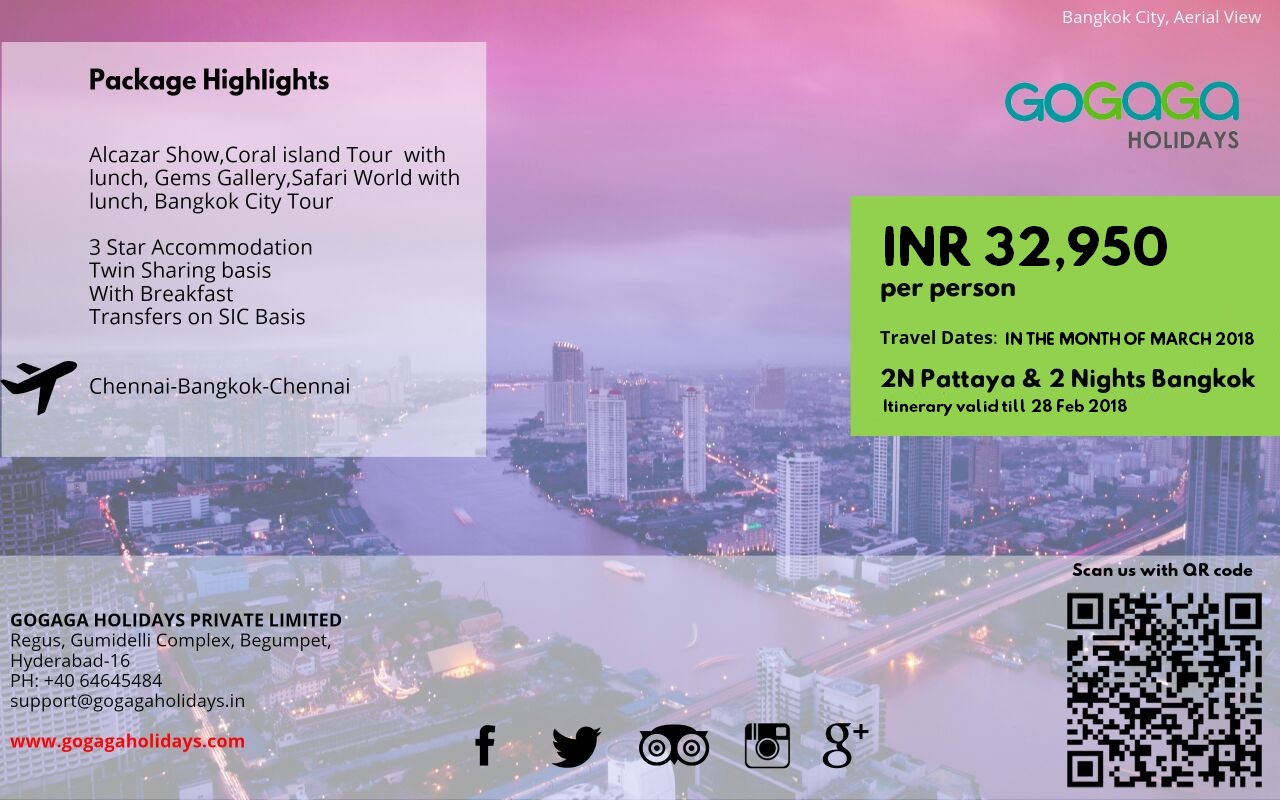 Bangkok City, Aerial View
Package Highlights
Alcazar Show,Coral island Tour with
lunch, Gems Gallery,Safari World with
lunch, Bangkok City Tour
3 Star Accommodation
Twin Sharing basis
With Breakfast
Transfers on SIC Basis
Chennai-Bangkok-Chennai
GOGAGA
HOLIDAYS
INR 32,950
per person
Travel Dates: IN THE MONTH OF MARCH 2018
2N Pattaya & 2 Nights Bangkok
Itinerary valid till 28 Feb 2018
Scan us with QR code
GOGAGA HOLIDAYS PRIVATE LIMITED
Regus, Gumidelli Complex, Begumpet,
Hyderabad-16
PH: +40 64645484
support@gogagaholidays.in
www.gogagaholidays.com
f
g+